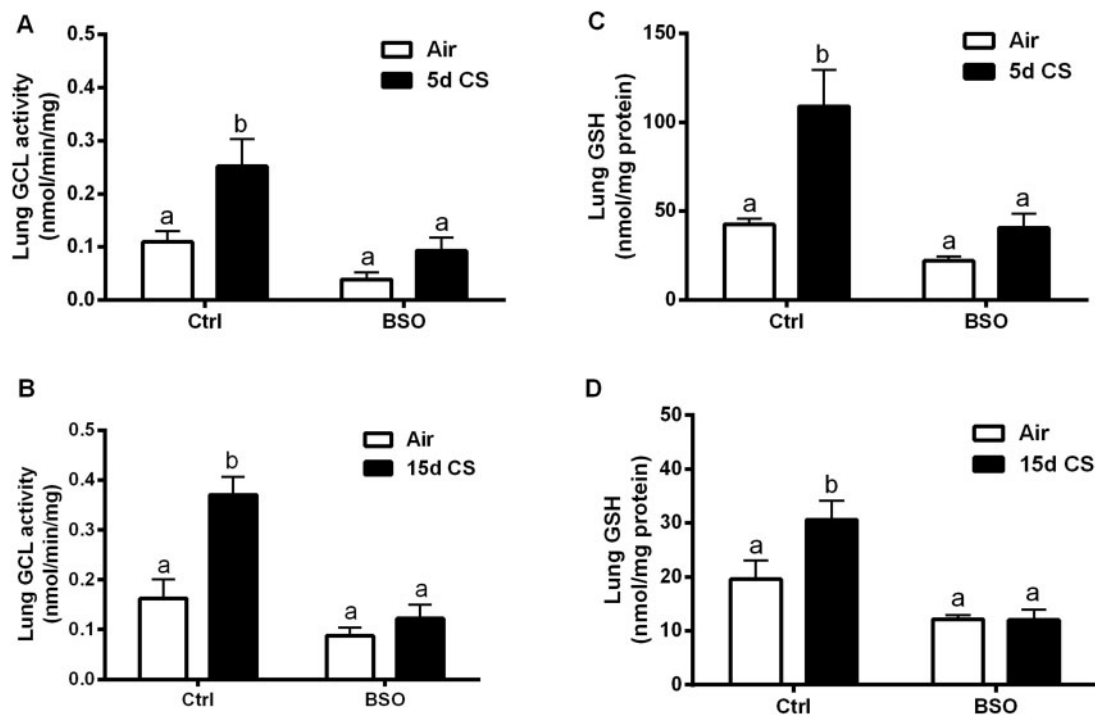 A
Lung GCL activity
(nmol/min/mg)
0.5
0.4
0.3
0.2
0.1
0.0
Air
5d CS
a
b
a
a
Ctrl
BSO
C
Lung GSH
(nmol/mg protein)
150
100
50
0
Air
5d CS
a
b
a
a
Ctrl
BSO
B
Lung GCL activity
(nmol/min/mg)
0.5
0.4
0.3
0.2
0.1
0.0
Air
15d CS
a
b
a
a
Ctrl
BSO
D
Lung GSH
(nmol/mg protein)
50
40
30
20
10
0
Air
15d CS
a
b
a
a
Ctrl
BSO